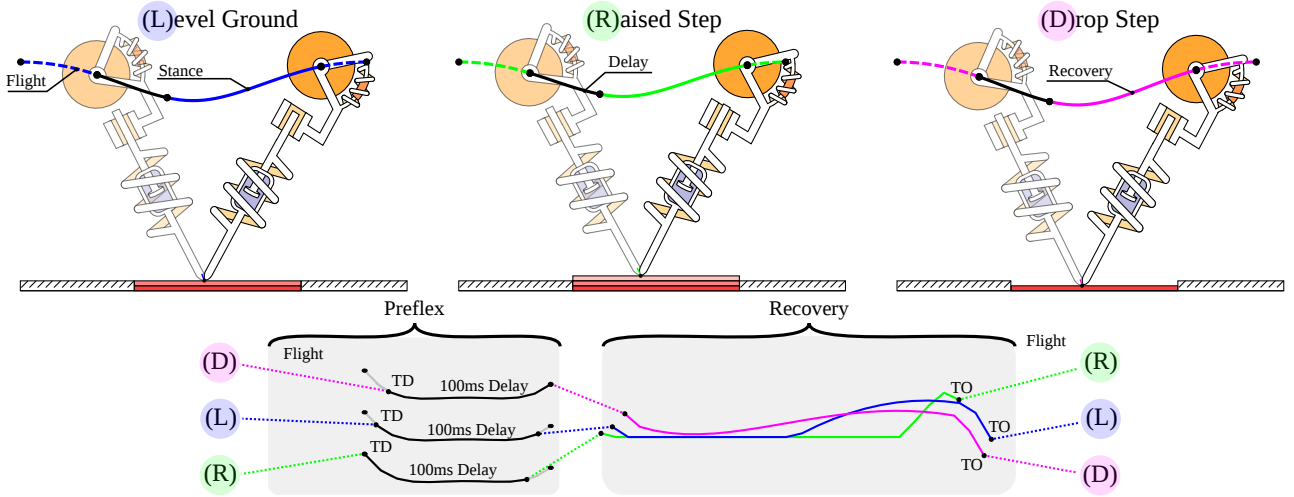 (L)evel Ground
(R)aised Step
(D)rop Step
Flight
Stance
Delay
Recovery
Preflex
Recovery
Flight
Flight
(D)
TD
100ms Delay
TO
(R)
(L)
TD
100ms Delay
TO
(L)
(R)
TD
100ms Delay
TO
(D)